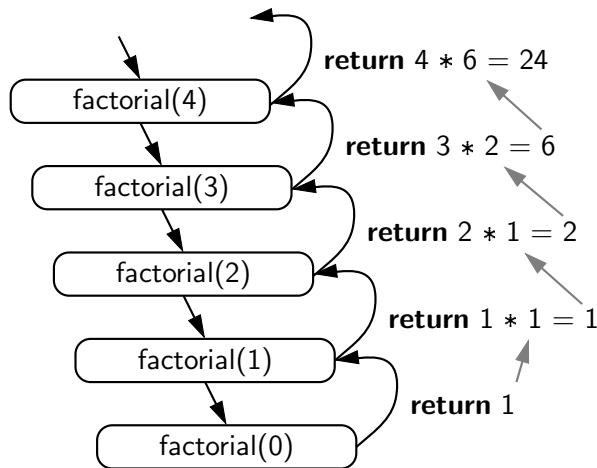 return 4 * 6 = 24
factorial(4)
return 3 * 2 = 6
factorial(3)
return 2 * 1 = 2
factorial(2)
return 1 * 1 = 1
factorial(1)
return 1
factorial(0)